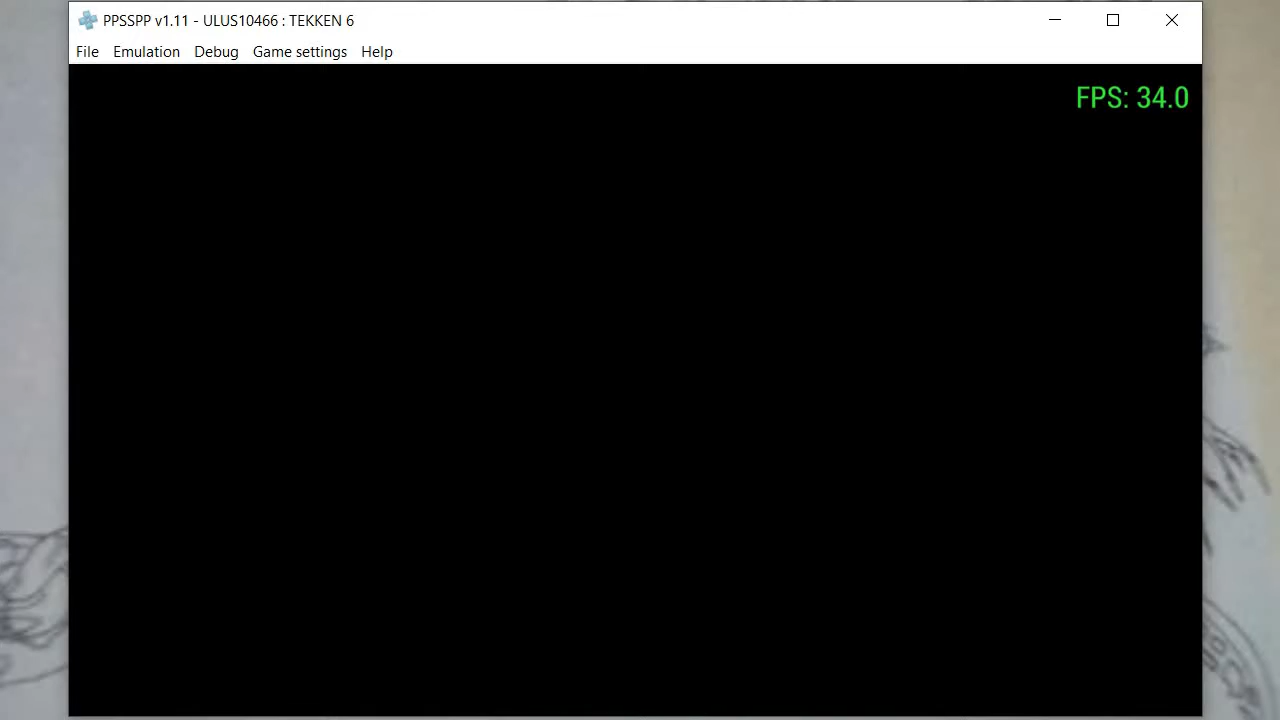 PPSSPP v1.11 - ULUS10466 : TEKKEN 6
File Emulation Debug Game settings Help
FPS: 34.0